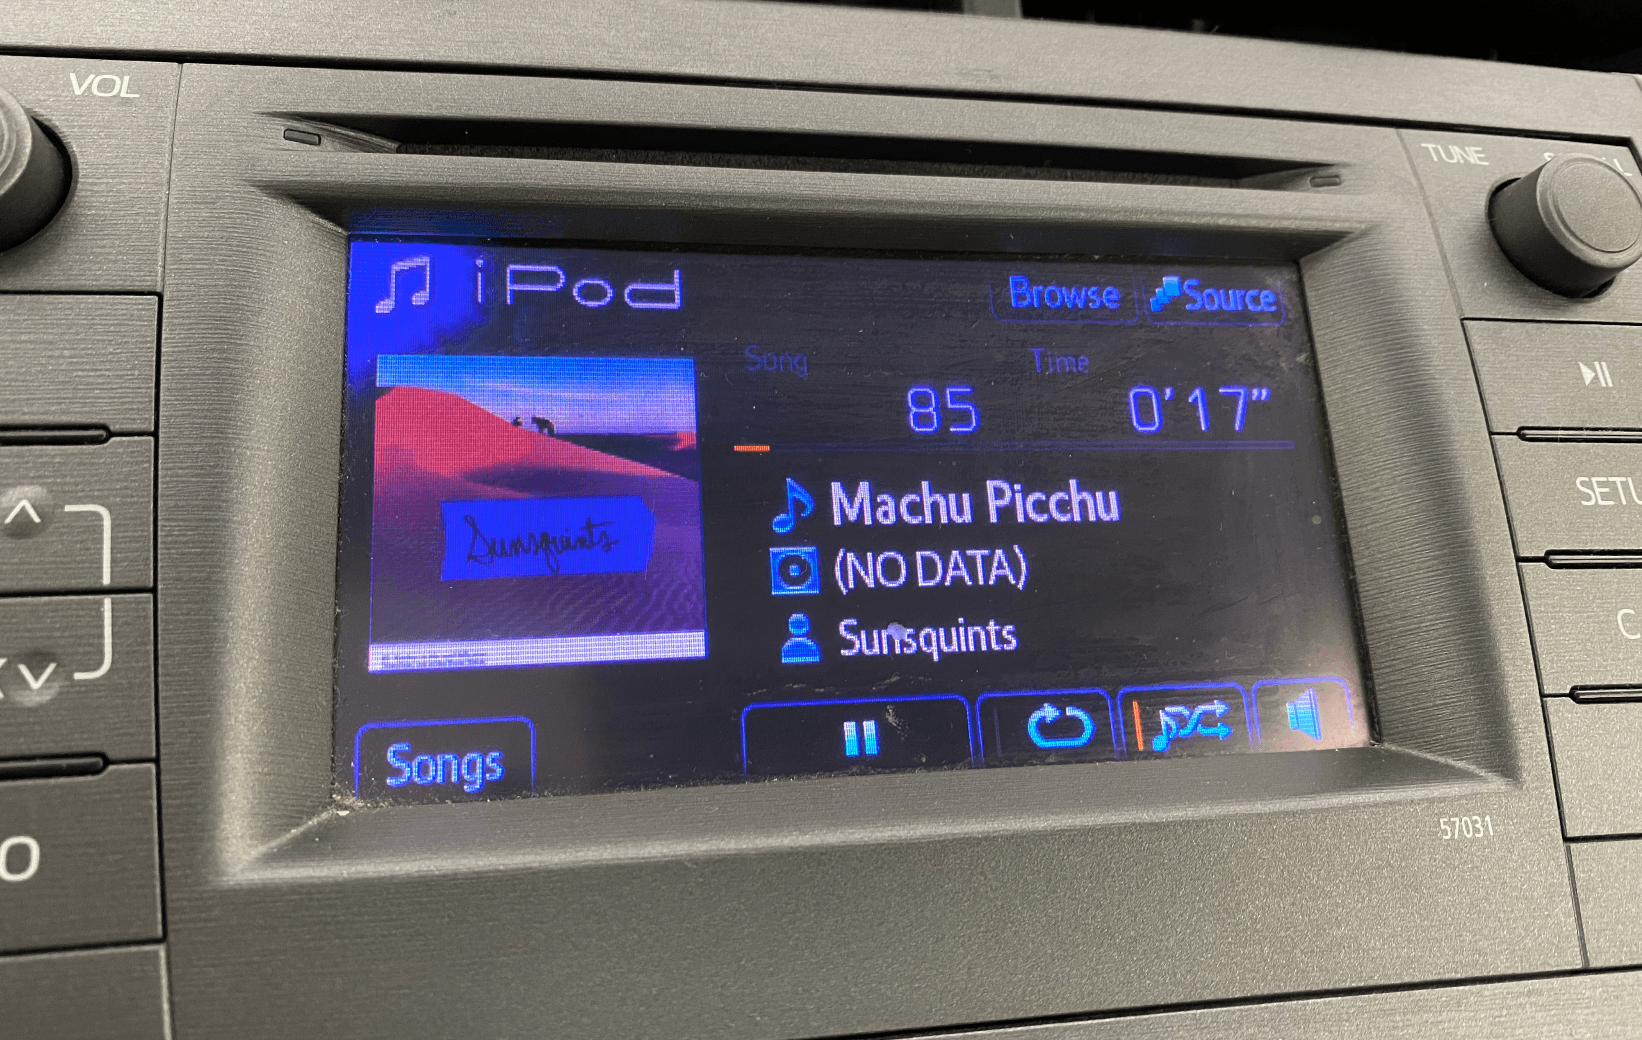 VOL
TUNE
iPod
Browse
Source
Song
Time
85
0'17"
Sunsquints
Machu Picchu
(NO DATA)
Sunsquints
Songs
57031